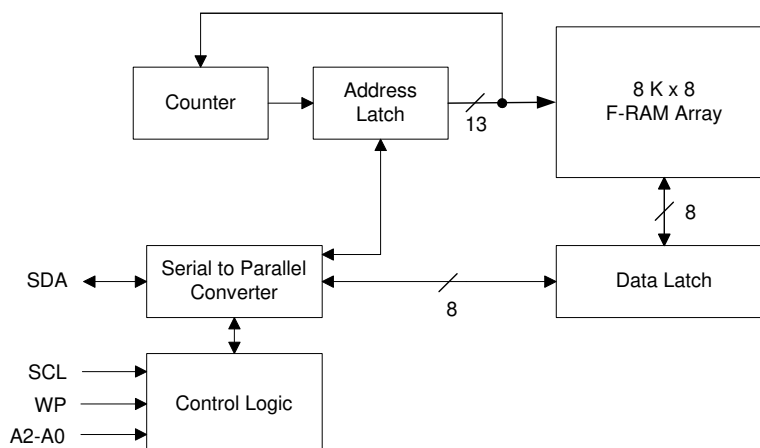 Counter
Address
Latch
13
8 K x 8
F-RAM Array
8
SDA
Serial to Parallel
Converter
8
Data Latch
SCL
WP
A2-A0
Control Logic